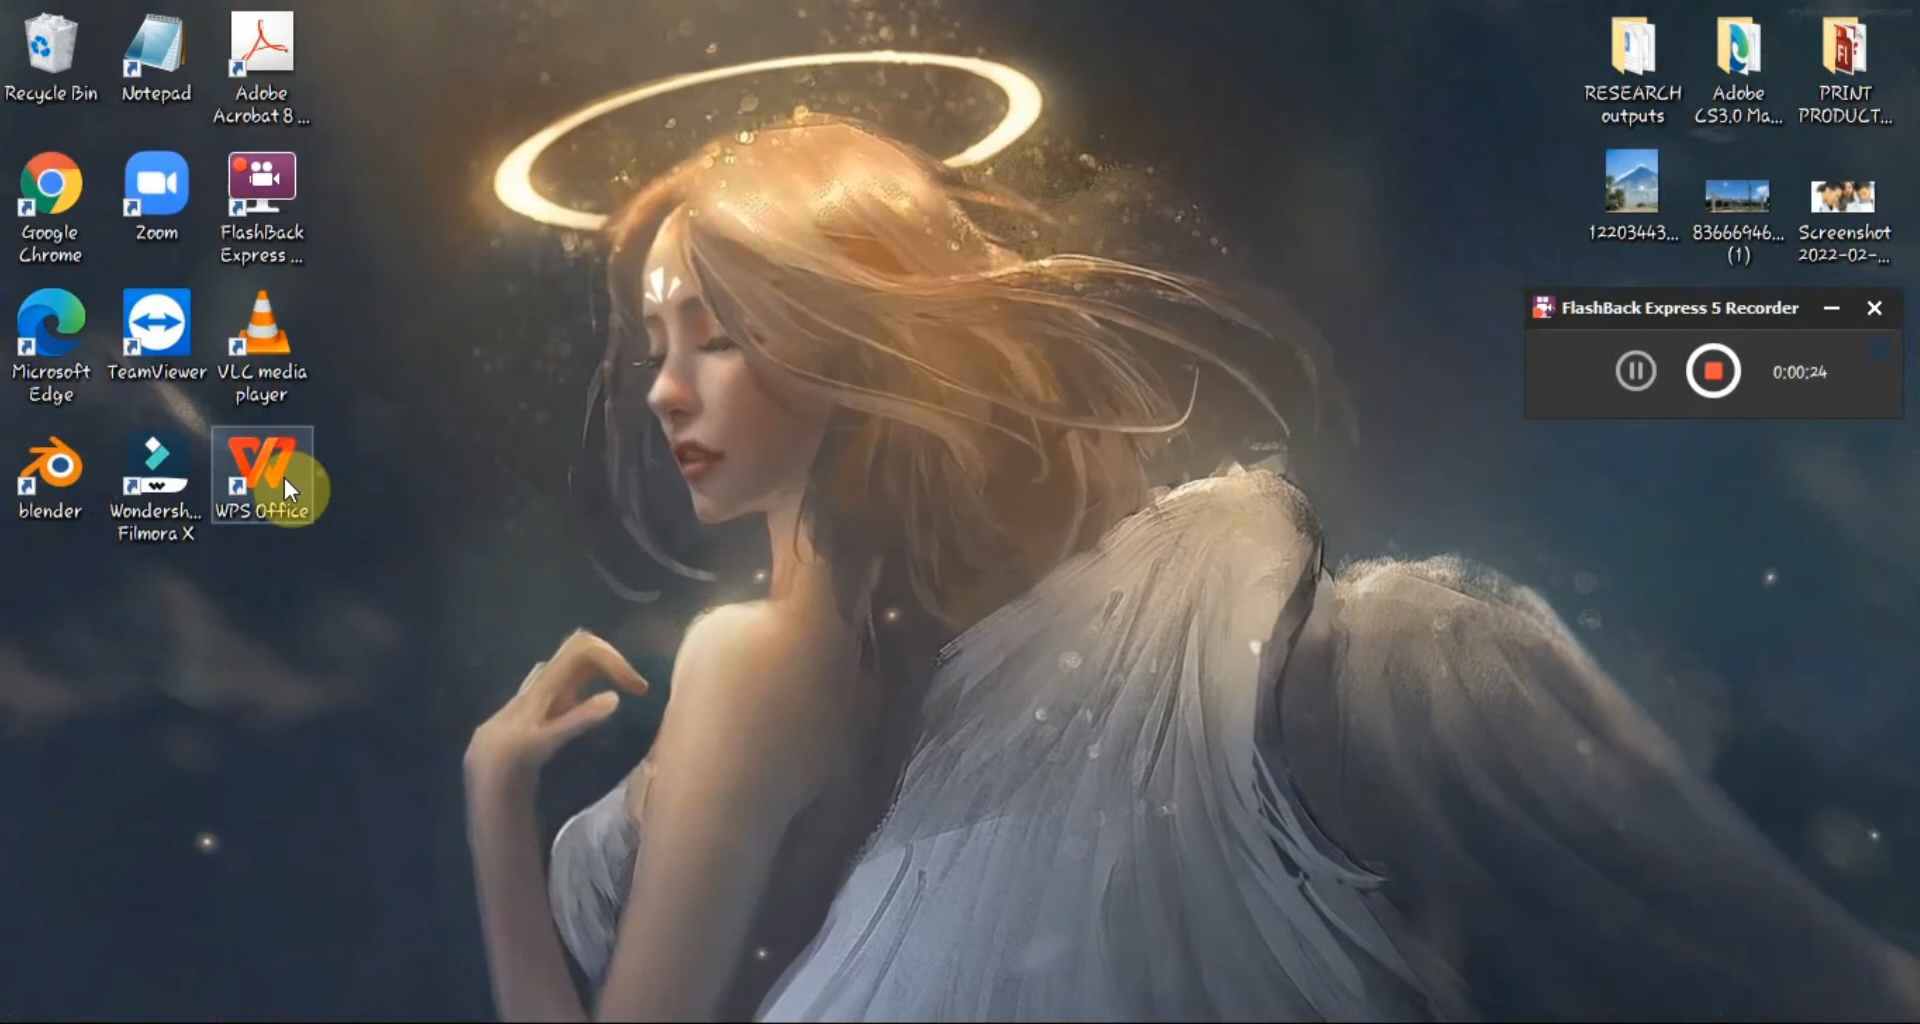 Recycle Bin
Notepad
Adobe
Acrobat 8 ...
Google
Chrome
Zoom
FlashBack
Express ...
Microsoft
Edge
TeamViewer
VLC media
player
blender
Wondersh...
Filmora X
WPS Office
RESEARCH
outputs
Adobe
CS3.0 Ma...
PRINT
PRODUCT...
12203443...
83666946...
(1)
Screenshot
2022-02-...
FlashBack Express 5 Recorder
0:00:24